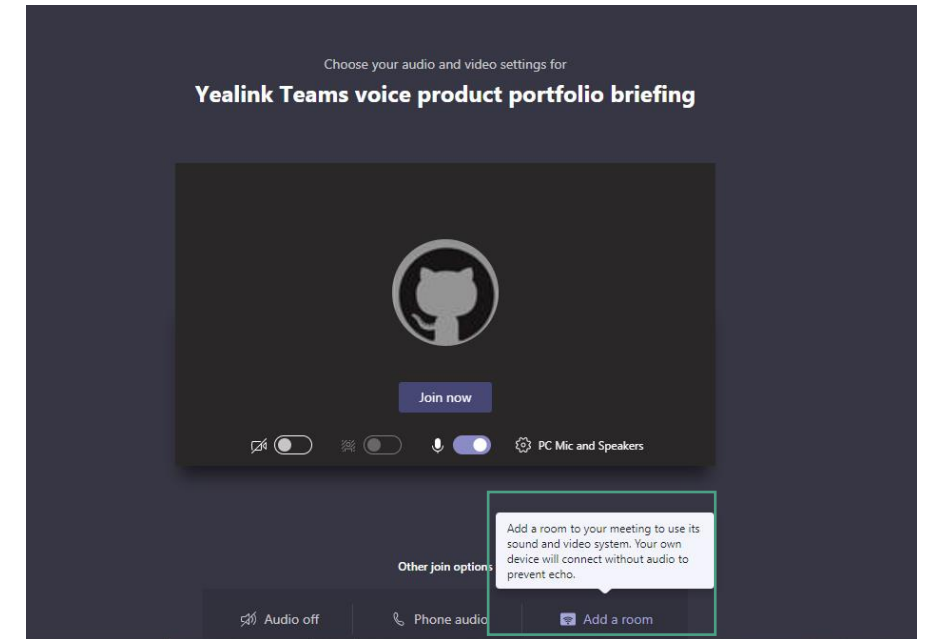 Choose your audio and video settings for
Yealink Teams voice product portfolio briefing
Join now
PC Mic and Speakers
Add a room to your meeting to use its
sound and video system. Your own
device will connect without audio to
prevent echo.
Other join options
Audio off
Phone audio
Add a room